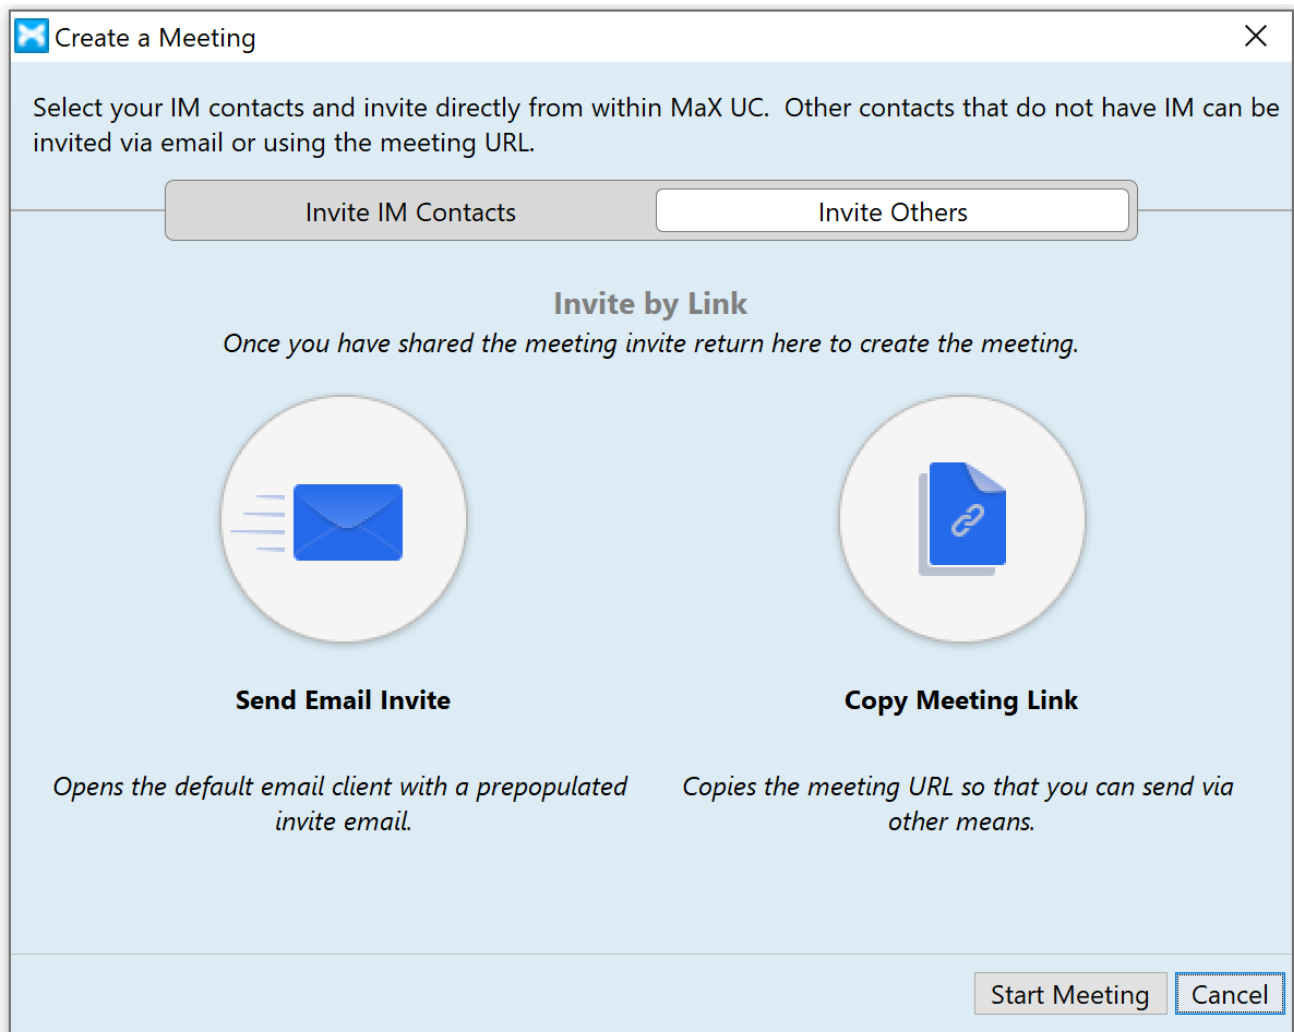 Create a Meeting
Select your IM contacts and invite directly from within MaX UC.  Other contacts that do not have IM can be
invited via email or using the meeting URL.
Invite IM Contacts
Invite Others
Invite by Link
Once you have shared the meeting invite return here to create the meeting.
Send Email Invite
Opens the default email client with a prepopulated
invite email.
Copy Meeting Link
Copies the meeting URL so that you can send via
other means.
Start Meeting
Cancel